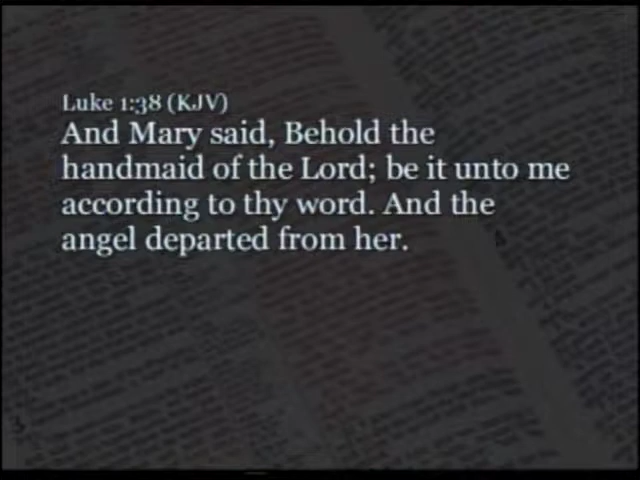 Luke 1:38 (KJV)
And Mary said, Behold the
handmaid of the Lord; be it unto me
according to thy word. And the
angel departed from her.